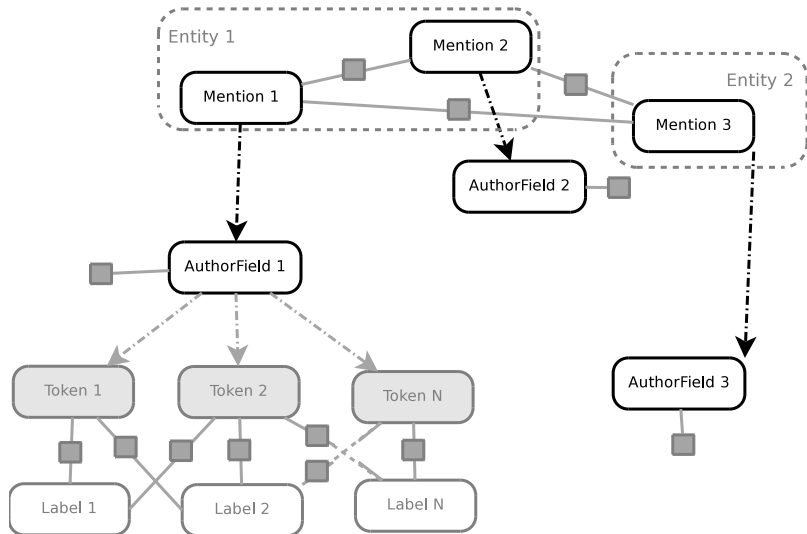 Entity 1
Mention 2
Mention 1
Entity 2
Mention 3
AuthorField 2
AuthorField 1
Token 1
Token 2
Token N
AuthorField 3
Label 1
Label 2
Label N